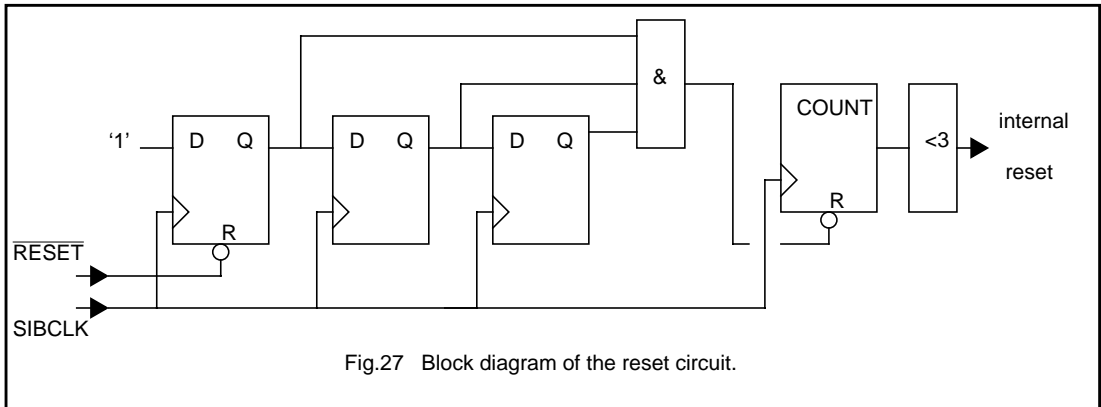 &
COUNT
<3
internal
reset
‘1’
D Q
D Q
D Q
R
R
RESET
SIBCLK
Fig.27 Block diagram of the reset circuit.